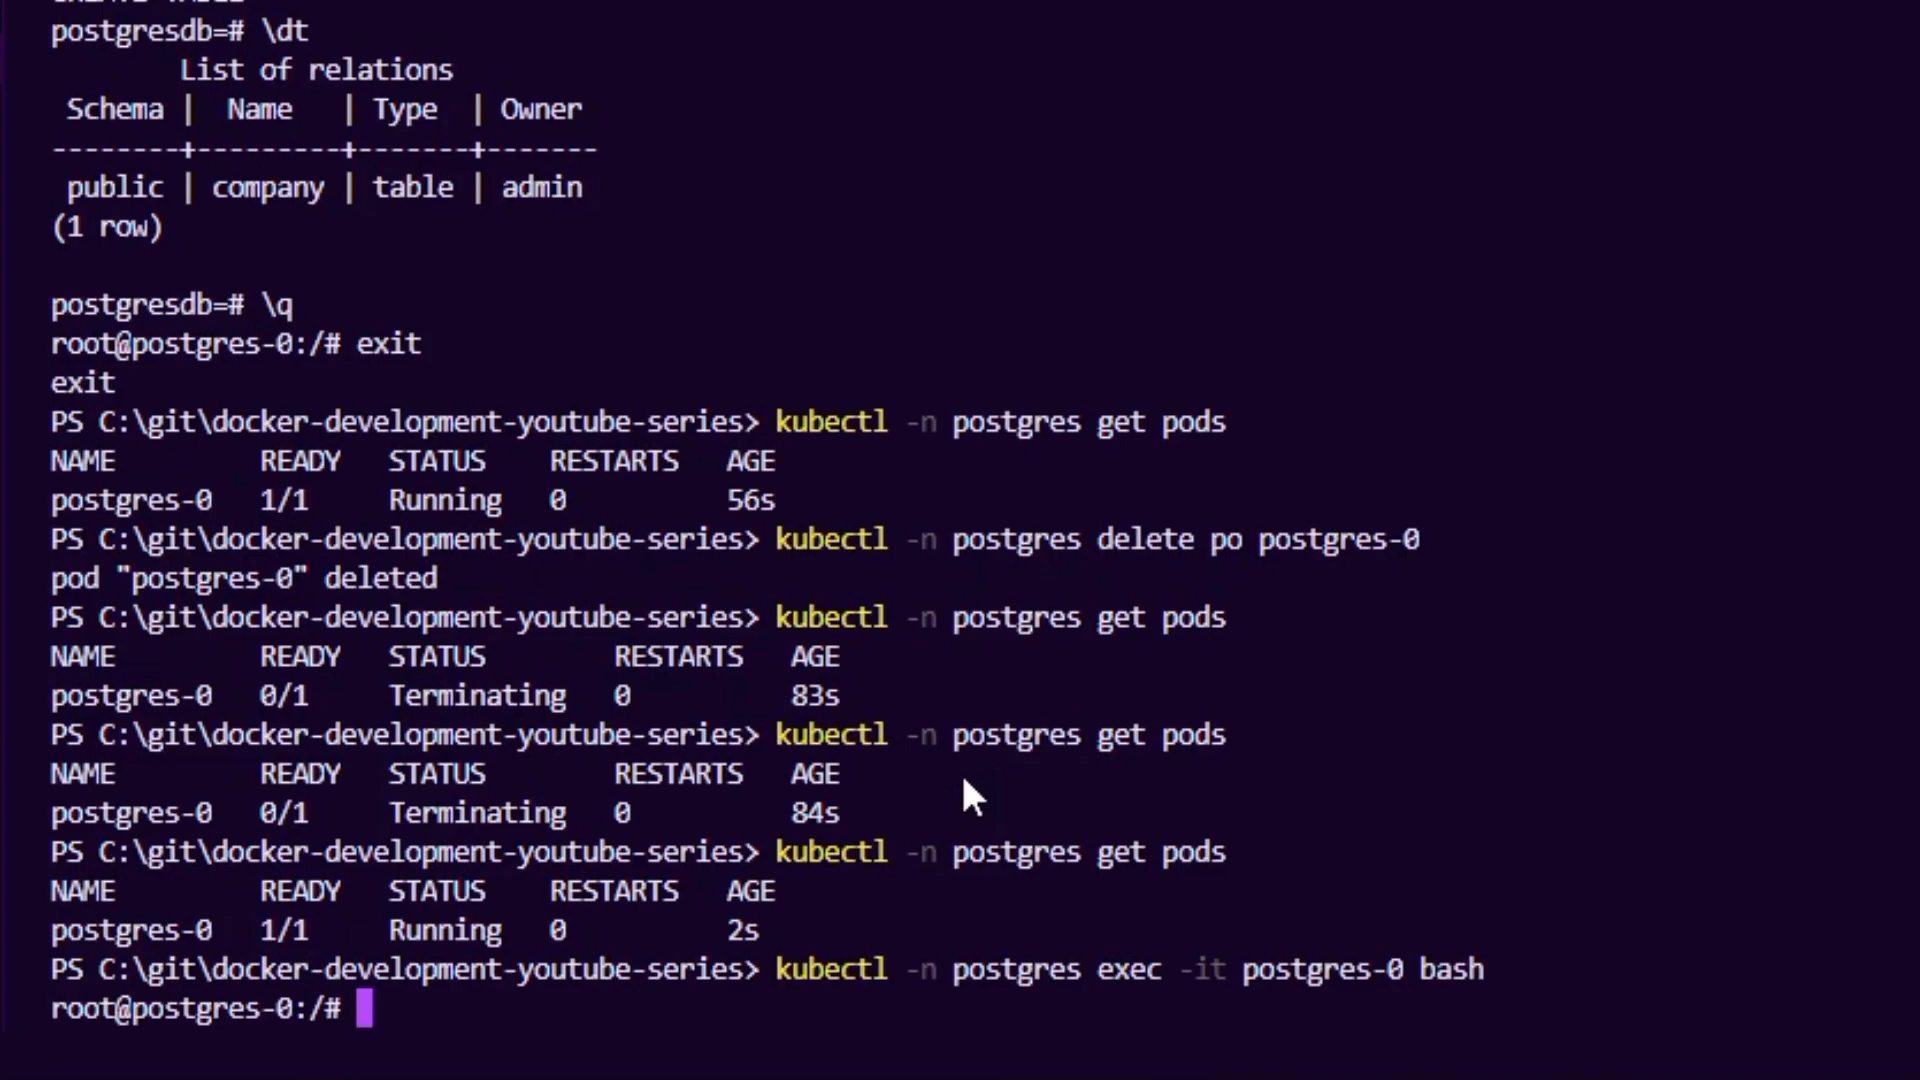 postgresdb=# \dt
List of relations
Schema | Name | Type | Owner
--------+---------+-------+-------
public | company | table | admin
(1 row)
postgresdb=# \q
root@postgres-0:/# exit
exit
PS C:\git\docker-development-youtube-series> kubectl -n postgres get pods
NAME READY STATUS RESTARTS AGE
postgres-0 1/1 Running 0 56s
PS C:\git\docker-development-youtube-series> kubectl -n postgres delete po postgres-0
pod "postgres-0" deleted
PS C:\git\docker-development-youtube-series> kubectl -n postgres get pods
NAME READY STATUS RESTARTS AGE
postgres-0 0/1 Terminating 0 83s
PS C:\git\docker-development-youtube-series> kubectl -n postgres get pods
NAME READY STATUS RESTARTS AGE
postgres-0 0/1 Terminating 0 84s
PS C:\git\docker-development-youtube-series> kubectl -n postgres get pods
NAME READY STATUS RESTARTS AGE
postgres-0 1/1 Running 0 2s
PS C:\git\docker-development-youtube-series> kubectl -n postgres exec -it postgres-0 bash
root@postgres-0:/#